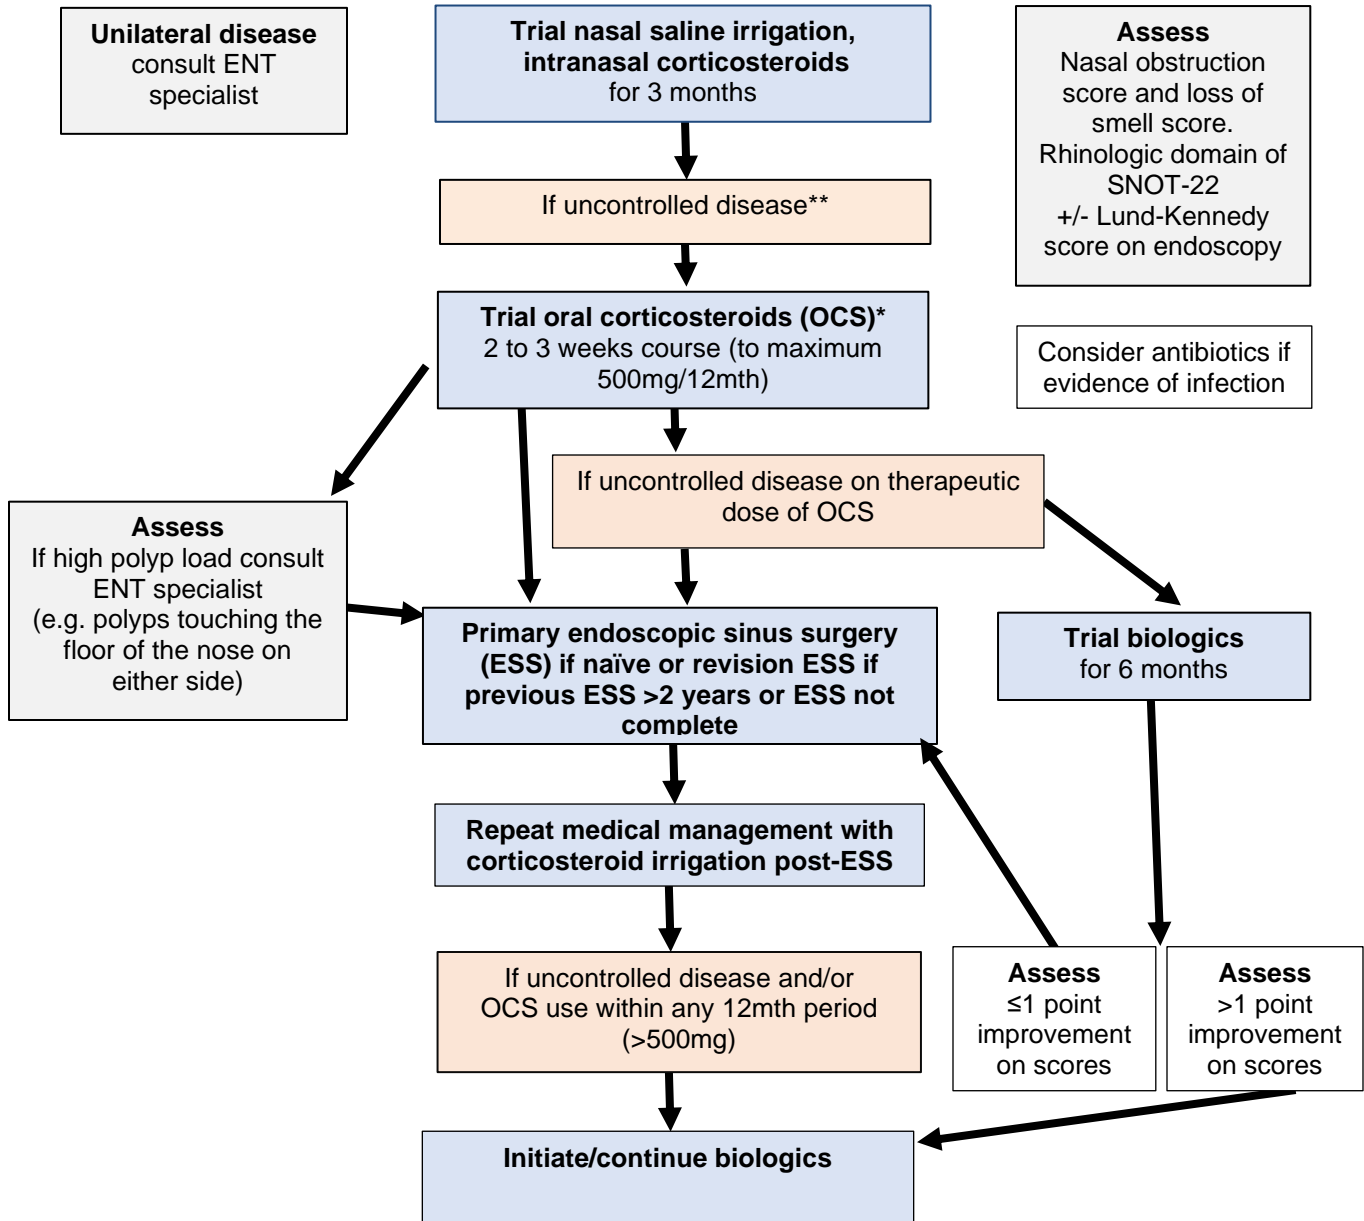 Unilateral disease
consult ENT
specialist
Trial nasal saline irrigation,
intranasal corticosteroids
for 3 months
Assess
Nasal obstruction
score and loss of
smell score.
Rhinologic domain of
SNOT-22
+/- Lund-Kennedy
score on endoscopy
If uncontrolled disease**
Trial oral corticosteroids (OCS)*
2 to 3 weeks course (to maximum
500mg/12mth)
Consider antibiotics if
evidence of infection
If uncontrolled disease on therapeutic
dose of OCS
Assess
If high polyp load consult
ENT specialist
(e.g. polyps touching the
floor of the nose on
either side)
Primary endoscopic sinus surgery
(ESS) if naïve or revision ESS if
previous ESS >2 years or ESS not
complete
Trial biologics
for 6 months
Repeat medical management with
corticosteroid irrigation post-ESS
If uncontrolled disease and/or
OCS use within any 12mth period
(>500mg)
Assess
≤1 point
improvement
on scores
Assess
>1 point
improvement
on scores
Initiate/continue biologics